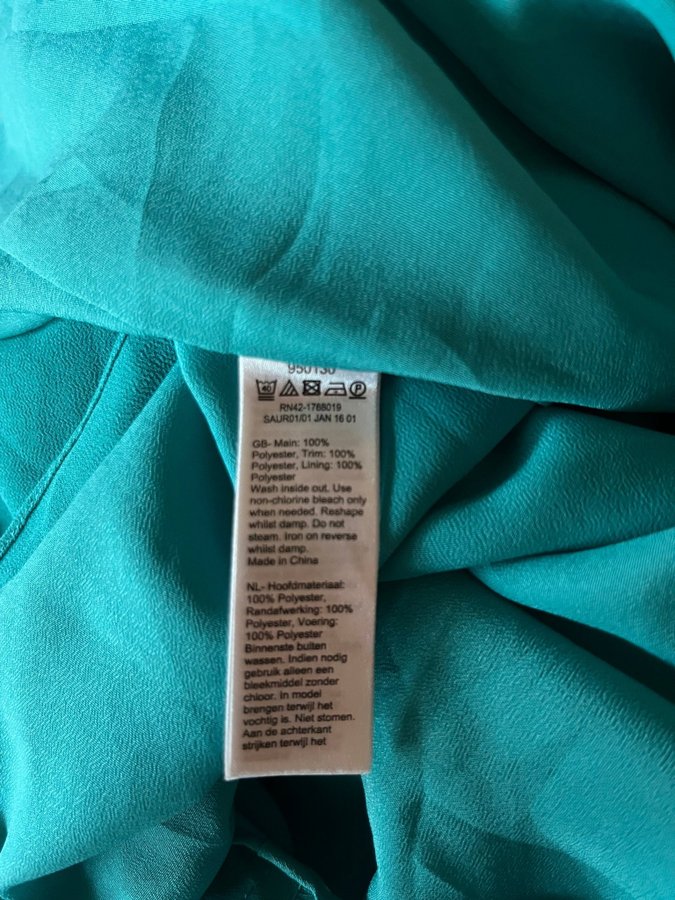 950130
40 P
RN42-1768019
SAUR01/01 JAN 16 01
GB- Main: 100%
Polyester, Trim: 100%
Polyester, Lining: 100%
Polyester
Wash inside out. Use
non-chlorine bleach only
when needed. Reshape
whilst damp. Do not
steam. Iron on reverse
whilst damp.
Made in China
NL- Hoofdmateriaal:
100% Polyester,
Randafwerking: 100%
Polyester, Voering:
100% Polyester
Binnenste buiten
wassen. Indien nodig
gebruik alleen een
bleekmiddel zonder
chloor. In model
brengen terwijl het
vochtig is. Niet stomen.
Aan de achterkant
strijken terwijl het